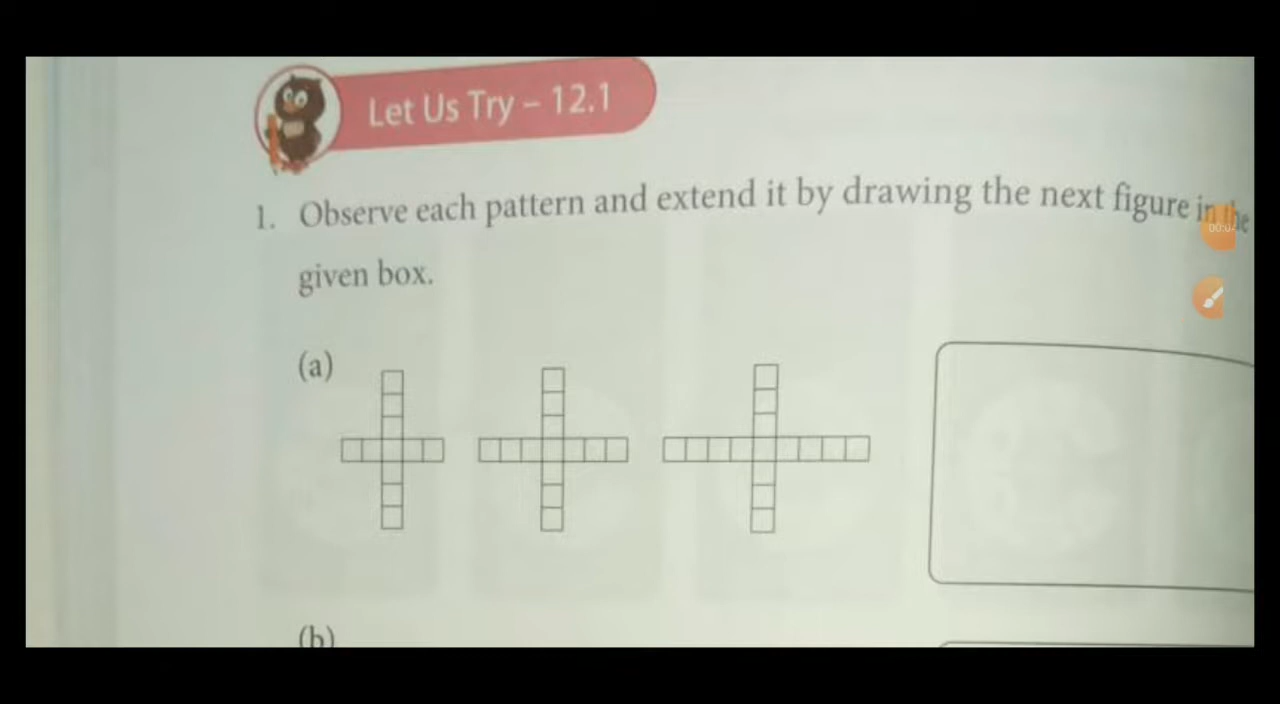 Let Us Try – 12.1
1. Observe each pattern and extend it by drawing the next figure in the
given box.
(a)
(b)